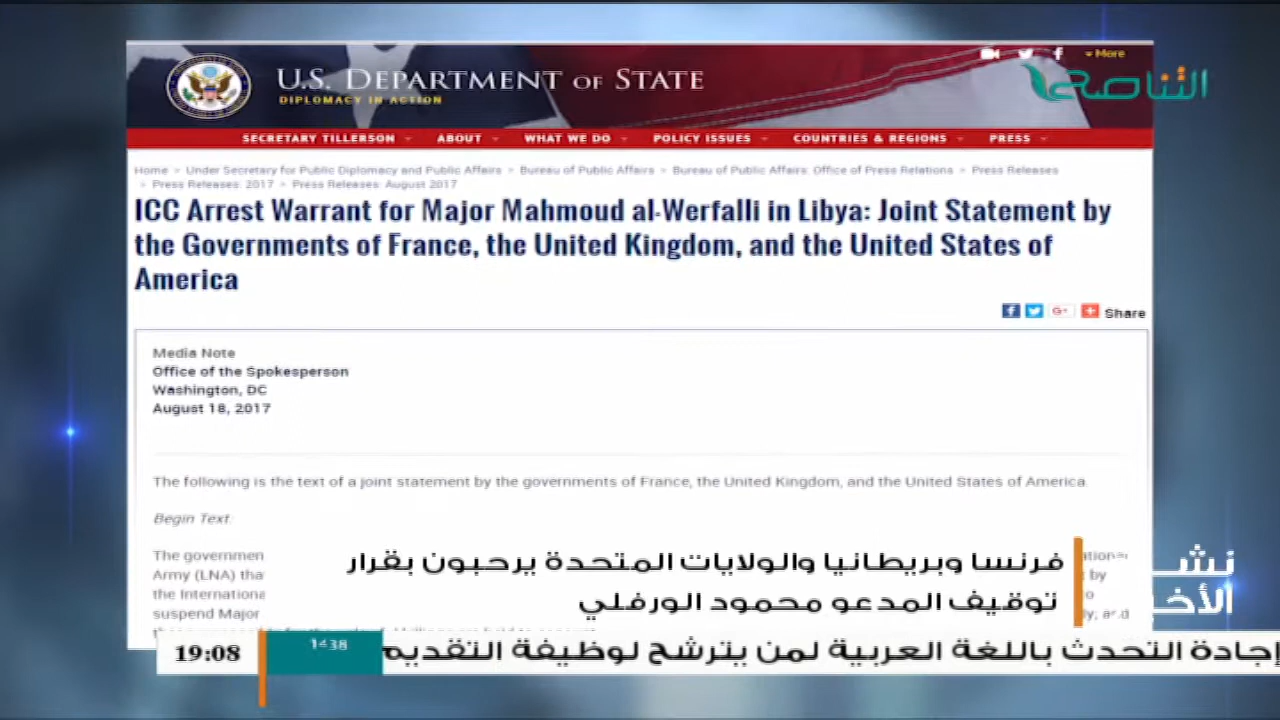 U.S. DEPARTMENT OF STATE
DIPLOMACY IN ACTION
More
التناصح
SECRETARY TILLERSON ABOUT WHAT WE DO POLICY ISSUES COUNTRIES & REGIONS PRESS
Home > Under Secretary for Public Diplomacy and Public Affairs > Bureau of Public Affairs > Bureau of Public Affairs: Office of Press Relations > Press Releases
> Press Releases: 2017 > Press Releases: August 2017
ICC Arrest Warrant for Major Mahmoud al-Werfalli in Libya: Joint Statement by
the Governments of France, the United Kingdom, and the United States of
America
G+ Share
Media Note
Office of the Spokesperson
Washington, DC
August 18, 2017
The following is the text of a joint statement by the governments of France, the United Kingdom, and the United States of America.
Begin Text:
The governmen
Army (LNA) tha by
the Internationa
suspend Major
فرنسا وبريطانيا والولايات المتحدة يرحبون بقرار
توقيف المدعو محمود الورفلي
نشـ
الأخـ
19:08
1438
إجادة التحدث باللغة العربية لمن يترشح لوظيفة التقديم